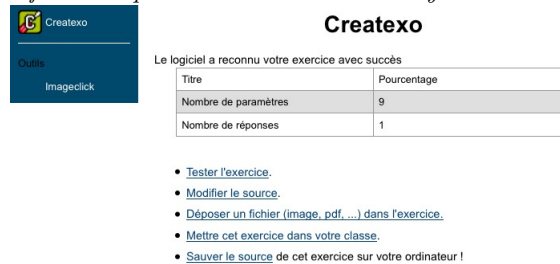 Createxo
Createxo
Outils
Imageclick
Le logiciel a reconnu votre exercice avec succès
Titre Pourcentage
Nombre de paramètres 9
Nombre de réponses 1
Tester l'exercice.
Modifier le source.
Déposer un fichier (image, pdf, ...) dans l'exercice.
Mettre cet exercice dans votre classe.
Sauver le source de cet exercice sur votre ordinateur !